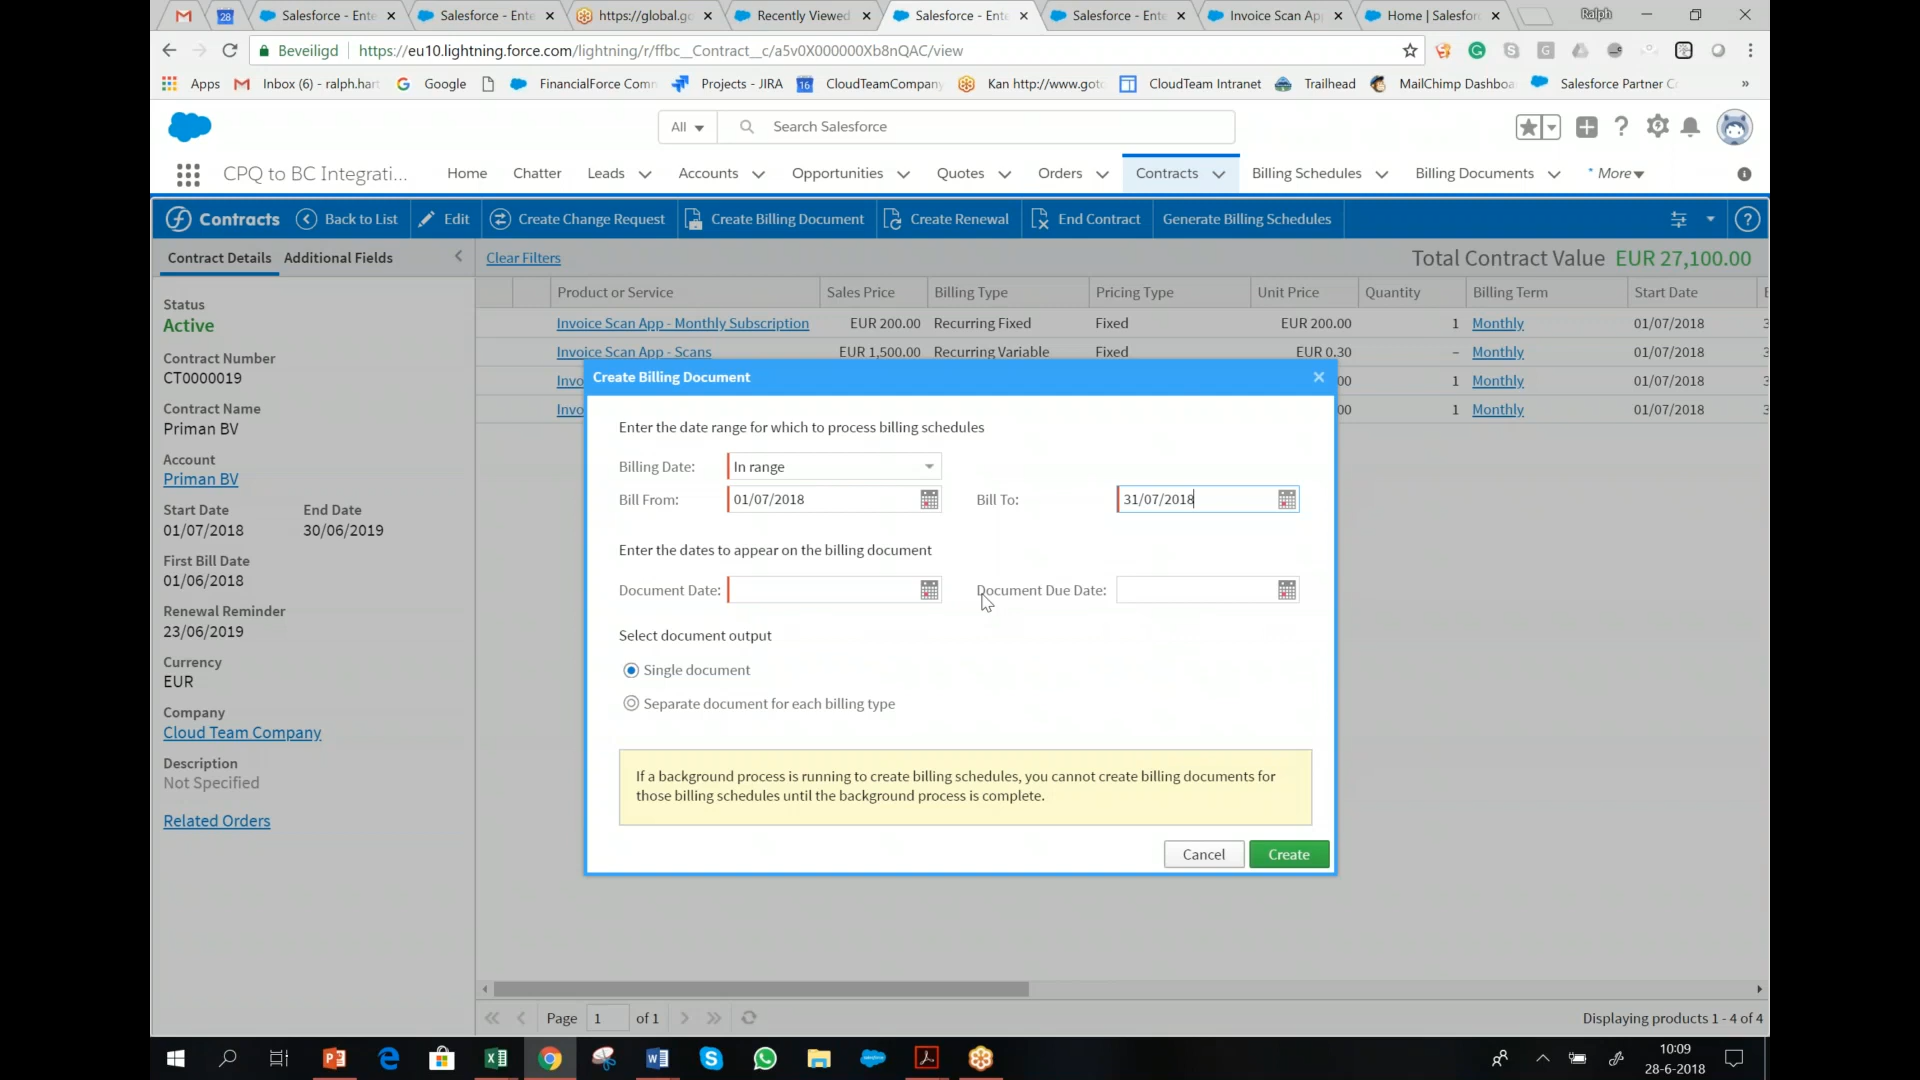 28
Salesforce - Ente
Salesforce - Ente
https://global.go
Recently Viewed
Salesforce - Ente
Salesforce - Ente
Invoice Scan Ap
Home | Salesfor
Ralph
Beveiligd
https://eu10.lightning.force.com/lightning/r/ffbc__Contract__c/a5v0X000000Xb8nQAC/view
Apps
Inbox (6) - ralph.hart
Google
FinancialForce Comm
Projects - JIRA
16
CloudTeamCompany
Kan http://www.goto
CloudTeam Intranet
Trailhead
MailChimp Dashboa
Salesforce Partner C
»
All
Search Salesforce
CPQ to BC Integrati...
Home
Chatter
Leads
Accounts
Opportunities
Quotes
Orders
Contracts
Billing Schedules
Billing Documents
* More
Contracts
Back to List
Edit
Create Change Request
Create Billing Document
Create Renewal
End Contract
Generate Billing Schedules
Contract Details
Additional Fields
Clear Filters
Total Contract Value EUR 27,100.00
Product or Service
Sales Price
Billing Type
Pricing Type
Unit Price
Quantity
Billing Term
Start Date
E
Invoice Scan App - Monthly Subscription
EUR 200.00
Recurring Fixed
Fixed
EUR 200.00
1
Monthly
01/07/2018
3
Invoice Scan App - Scans
EUR 1,500.00
Recurring Variable
Fixed
EUR 0.30
–
Monthly
01/07/2018
3
Invo
00
1
Monthly
01/07/2018
3
Invo
00
1
Monthly
01/07/2018
3
Status
Active
Contract Number
CT0000019
Contract Name
Priman BV
Account
Priman BV
Start Date
End Date
01/07/2018
30/06/2019
First Bill Date
01/06/2018
Renewal Reminder
23/06/2019
Currency
EUR
Company
Cloud Team Company
Description
Not Specified
Related Orders
Create Billing Document
Enter the date range for which to process billing schedules
Billing Date:
In range
Bill From:
01/07/2018
Bill To:
31/07/2018
Enter the dates to appear on the billing document
Document Date:
Document Due Date:
Select document output
Single document
Separate document for each billing type
If a background process is running to create billing schedules, you cannot create billing documents for
those billing schedules until the background process is complete.
Cancel
Create
Page
1
of 1
Displaying products 1 - 4 of 4
10:09
28-6-2018